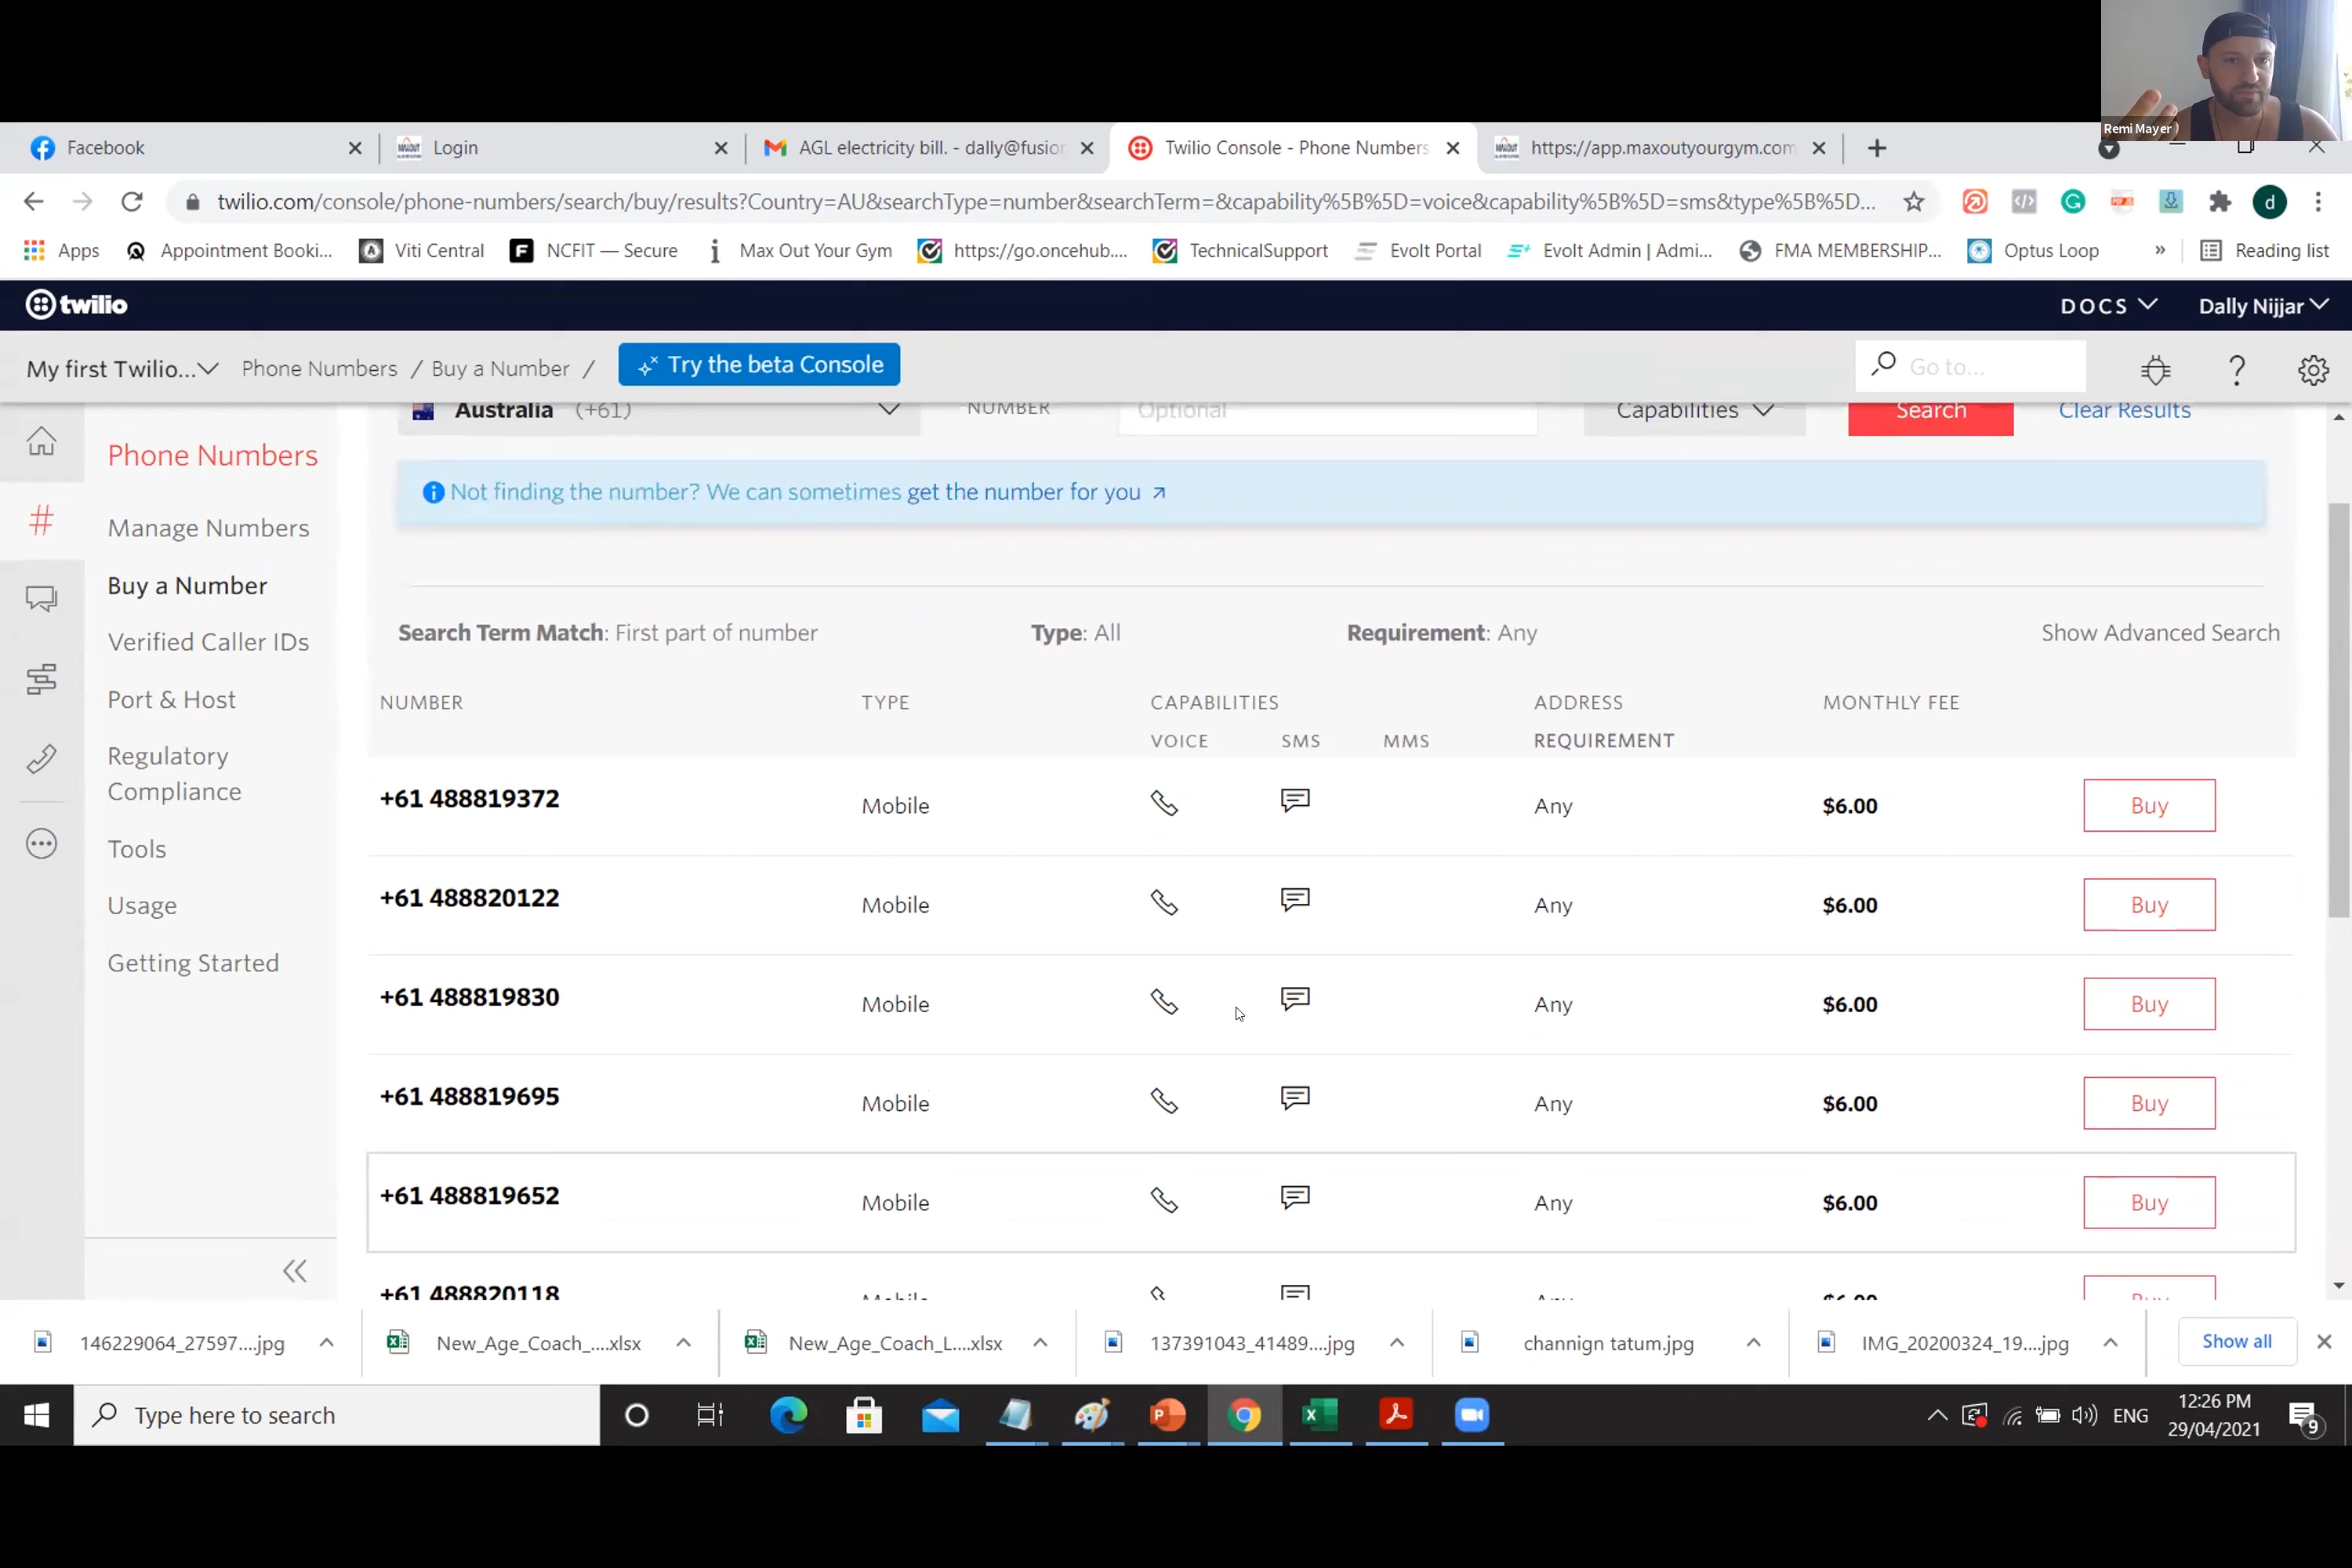 Remi Mayer
Facebook
Login
AGL electricity bill. - dally@fusion
Twilio Console - Phone Numbers
https://app.maxoutyourgym.com
twilio.com/console/phone-numbers/search/buy/results?Country=AU&searchType=number&searchTerm=&capability%5B%5D=voice&capability%5B%5D=sms&type%5B%5D...
d
Apps
Appointment Booki...
Viti Central
NCFIT — Secure
Max Out Your Gym
https://go.oncehub....
TechnicalSupport
Evolt Portal
Evolt Admin | Admi...
FMA MEMBERSHIP...
Optus Loop
»
Reading list
twilio
DOCS
Dally Nijjar
My first Twilio...
Phone Numbers / Buy a Number /
Try the beta Console
Go to...
Australia (+61)
NUMBER
Optional
Capabilities
Search
Clear Results
Phone Numbers
Manage Numbers
Buy a Number
Verified Caller IDs
Port & Host
Regulatory
Compliance
Tools
Usage
Getting Started
Not finding the number? We can sometimes get the number for you
Search Term Match: First part of number Type: All Requirement: Any Show Advanced Search
NUMBER TYPE CAPABILITIES ADDRESS MONTHLY FEE
VOICE SMS MMS REQUIREMENT
+61 488819372 Mobile Any $6.00 Buy
+61 488820122 Mobile Any $6.00 Buy
+61 488819830 Mobile Any $6.00 Buy
+61 488819695 Mobile Any $6.00 Buy
+61 488819652 Mobile Any $6.00 Buy
+61 488820118 Mobile Any $6.00 Buy
146229064_27597....jpg
New_Age_Coach_....xlsx
New_Age_Coach_L....xlsx
137391043_41489....jpg
channign tatum.jpg
IMG_20200324_19....jpg
Show all
Type here to search
ENG
12:26 PM
29/04/2021
9